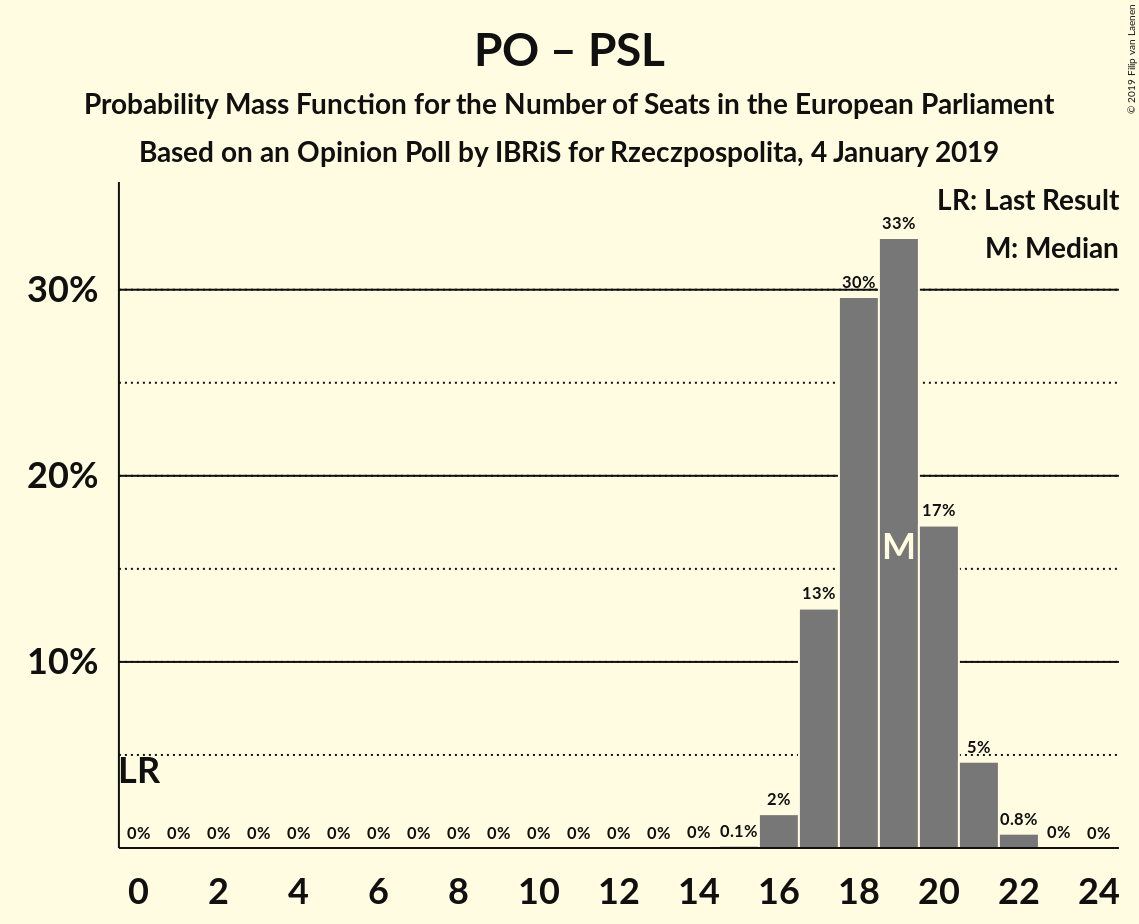 PO – PSL
Probability Mass Function for the Number of Seats in the European Parliament
Based on an Opinion Poll by IBRiS for Rzeczpospolita, 4 January 2019
© 2019 Filip van Laenen
LR: Last Result
M: Median
33%
30%
30%
20%
17%
M
13%
10%
LR
5%
2%
0% 0% 0% 0% 0% 0% 0% 0% 0% 0% 0% 0% 0% 0% 0% 0.1% 0.8% 0% 0%
0 2 4 6 8 10 12 14 16 18 20 22 24